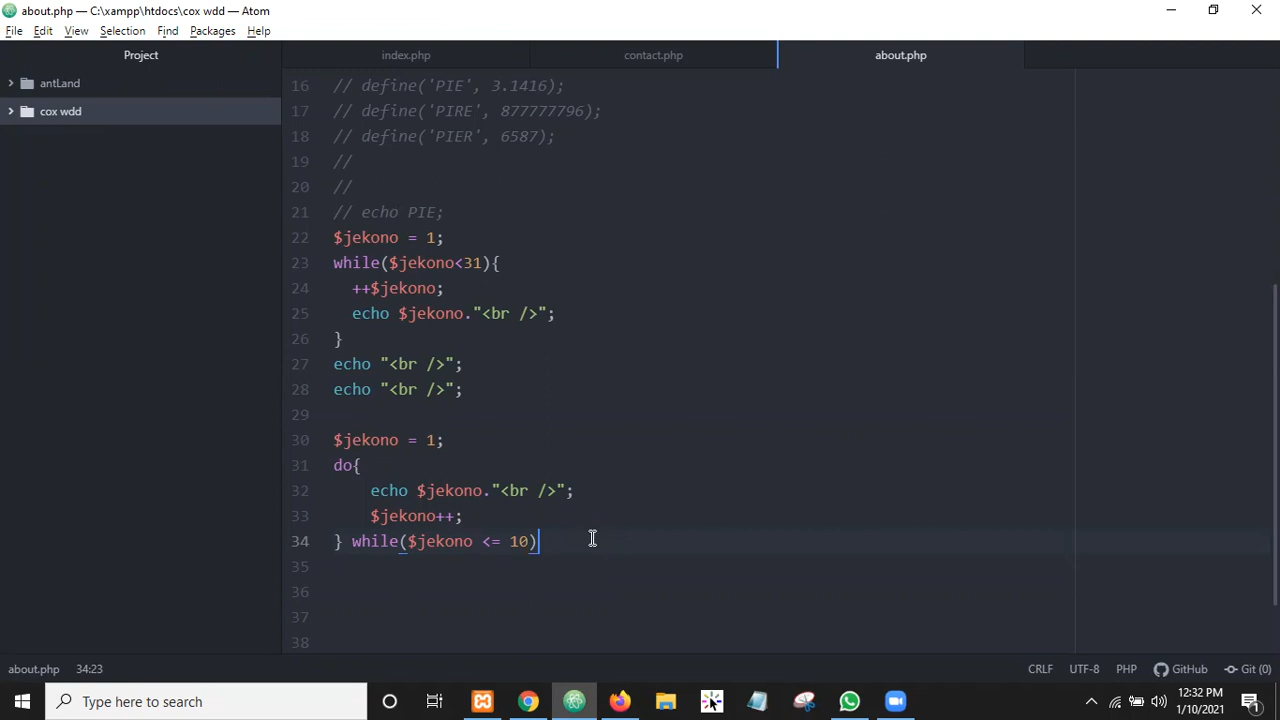 about.php — C:\xampp\htdocs\cox wdd — Atom
File Edit View Selection Find Packages Help
Project index.php contact.php about.php
antLand
cox wdd
16 // define('PIE', 3.1416);
17 // define('PIRE', 877777796);
18 // define('PIER', 6587);
19 //
20 //
21 // echo PIE;
22 $jekono = 1;
23 while($jekono<31){
24 ++$jekono;
25 echo $jekono."<br />";
26 }
27 echo "<br />";
28 echo "<br />";
29
30 $jekono = 1;
31 do{
32 echo $jekono."<br />";
33 $jekono++;
34 } while($jekono <= 10)
35
36
37
38
about.php 34:23 CRLF UTF-8 PHP GitHub Git (0)
Type here to search 12:32 PM
1/10/2021 1